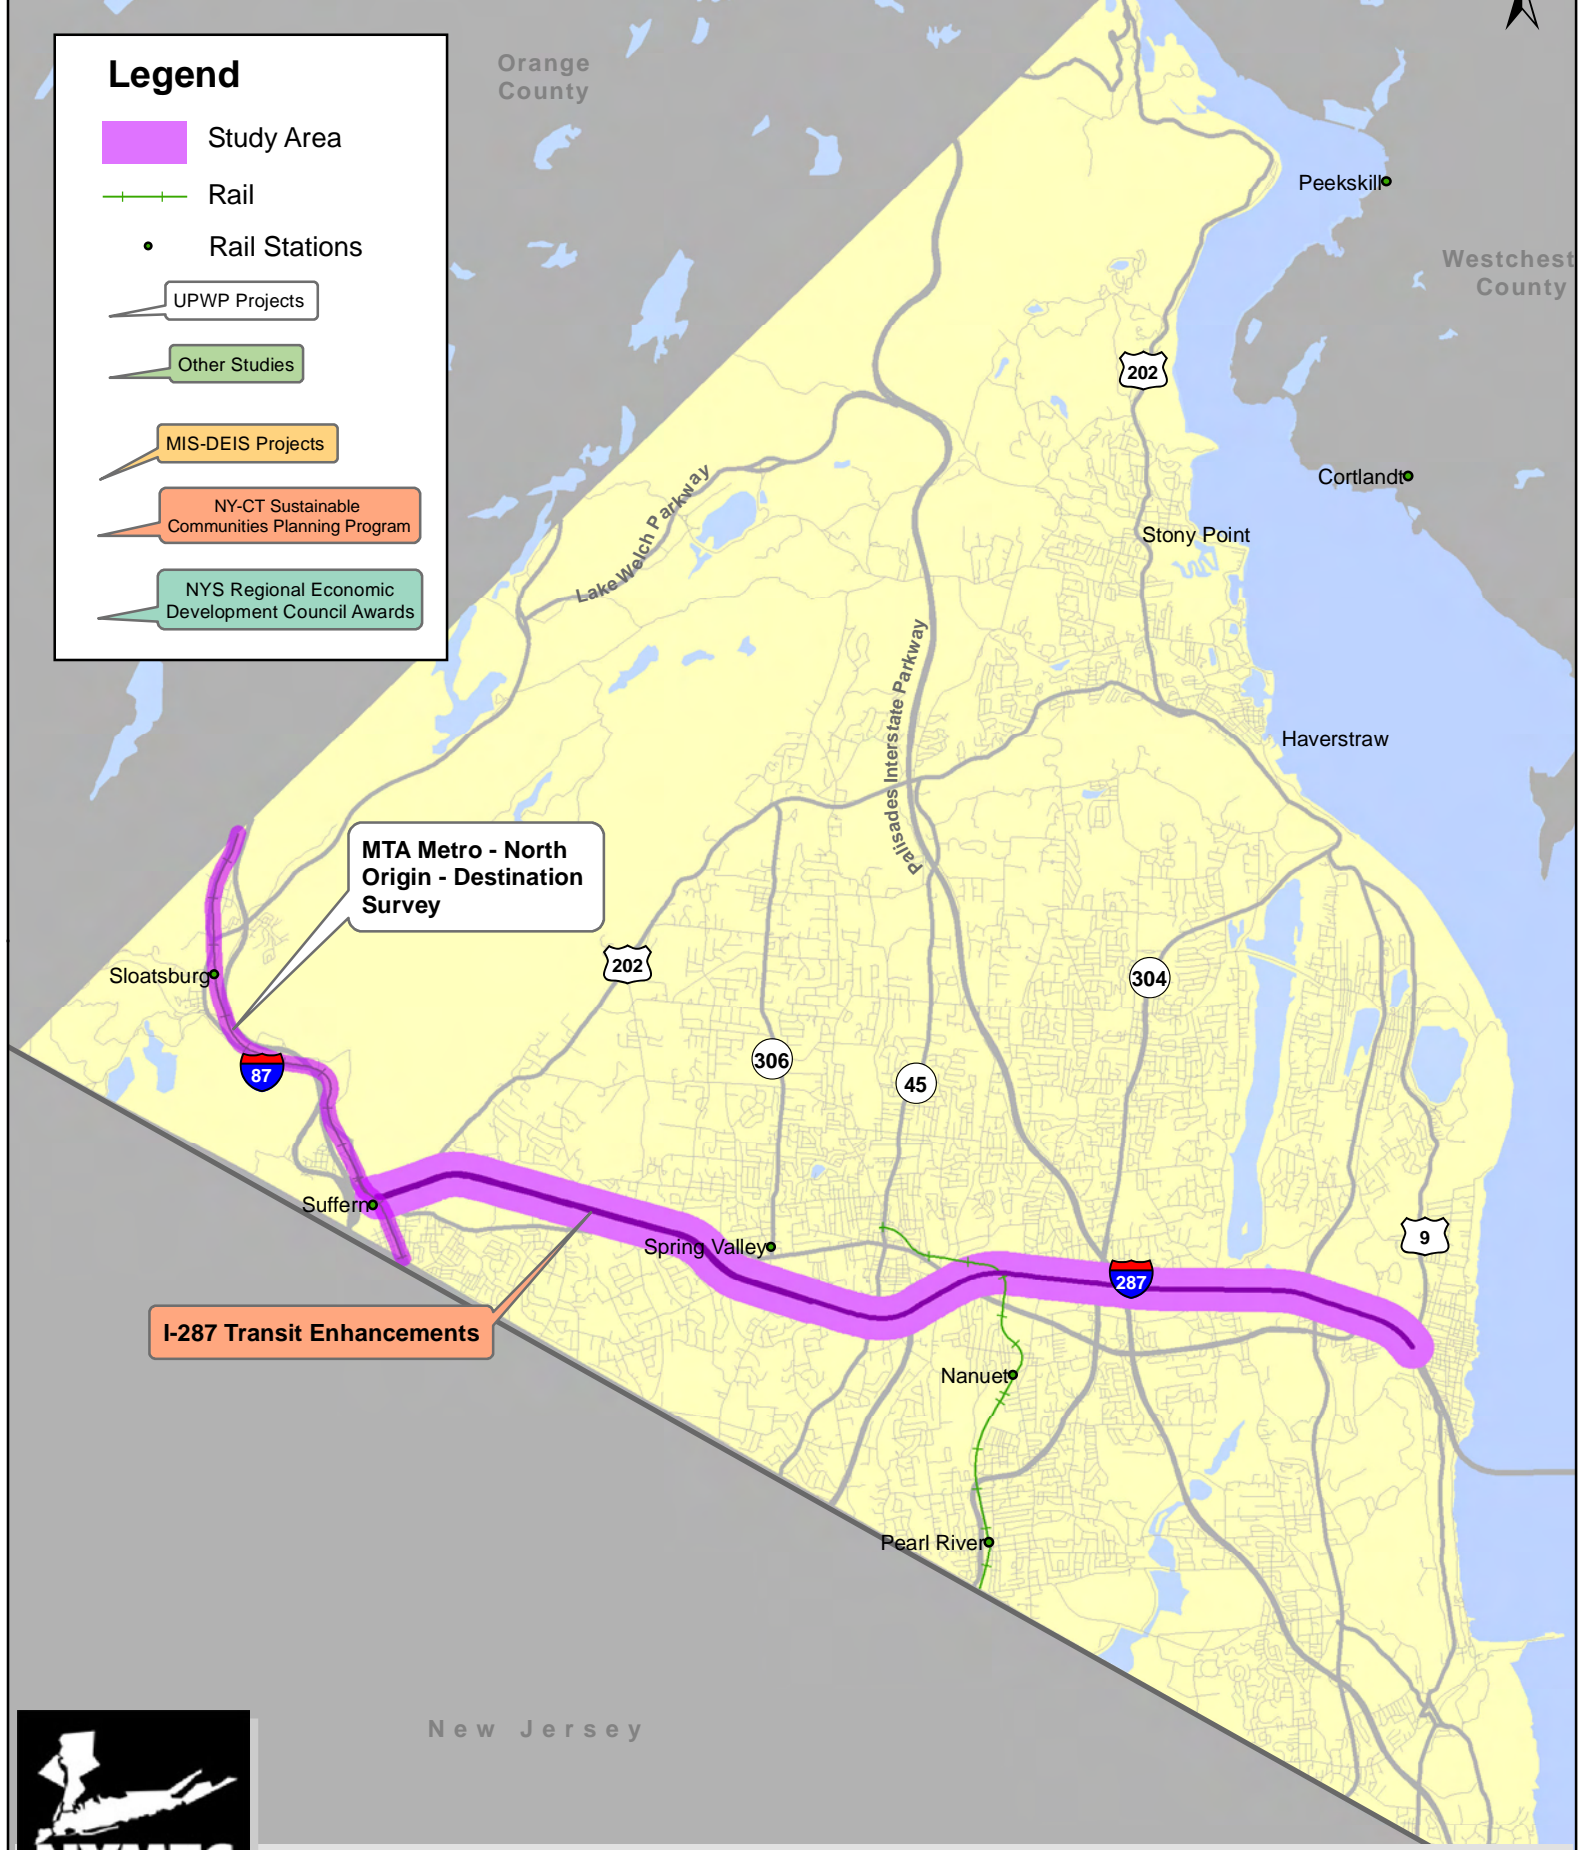 Legend
Study Area
Rail
Rail Stations
UPWP Projects
Other Studies
MIS-DEIS Projects
NY-CT Sustainable
Communities Planning Program
NYS Regional Economic
Development Council Awards
Orange
County
Peekskill
Westchest
County
202
Cortlandt
Stony Point
Lake Welch Parkway
Palisades Interstate Parkway
Haverstraw
MTA Metro - North
Origin - Destination
Survey
202
304
Sloatsburg
306
45
87
Suffern
Spring Valley
9
287
I-287 Transit Enhancements
Nanuet
Pearl River
New Jersey